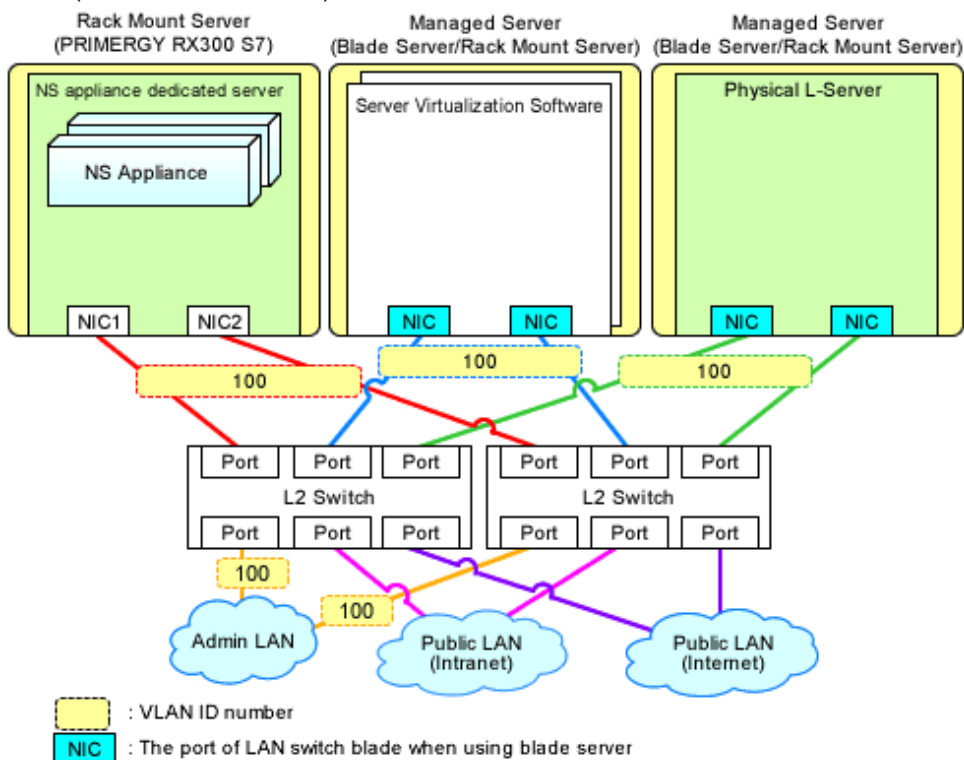 Rack Mount Server
(PRIMERGY RX300 S7)
Managed Server
(Blade Server/Rack Mount Server)
Managed Server
(Blade Server/Rack Mount Server)
NS appliance dedicated server
NS Appliance
Server Virtualization Software
Physical L-Server
NIC1 NIC2 NIC NIC NIC NIC
100 100 100
Port Port Port Port Port Port
L2 Switch L2 Switch
Port Port Port Port Port Port
100
100
Admin LAN
Public LAN
(Intranet)
Public LAN
(Internet)
: VLAN ID number
NIC : The port of LAN switch blade when using blade server